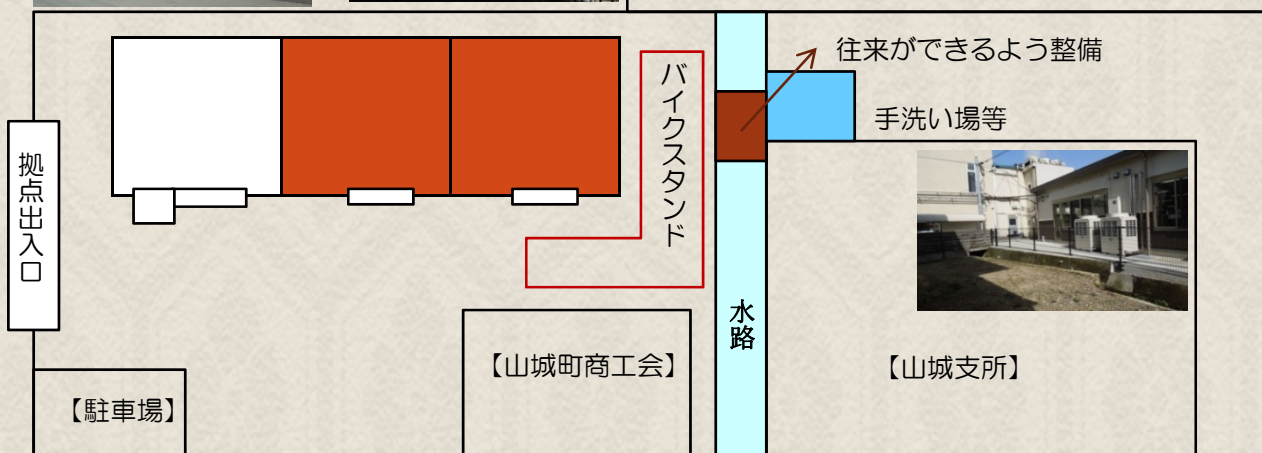 往来ができるよう整備
バイクスタンド
手洗い場等
拠点出入口
水路
【山城町商工会】
【山城支所】
【駐車場】